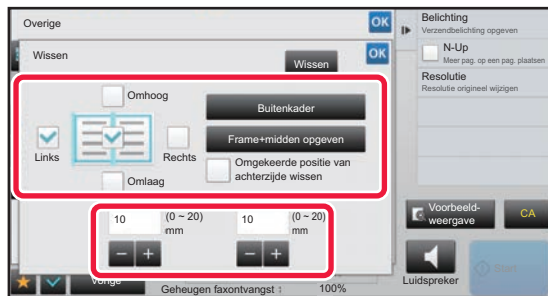 Overige
OK
Wissen
Wissen
OK
Omhoog
Links
Rechts
Omlaag
Buitenkader
Frame+midden opgeven
Omgekeerde positie van
achterzijde wissen
10
(0 ~ 20)
mm
10
(0 ~ 20)
mm
Vorige
Geheugen faxontvangst :
100%
Belichting
Verzendbelichting opgeven
N-Up
Meer pag. op een pag. plaatsen
Resolutie
Resolutie origineel wijzigen
Voorbeeld-
weergave
CA
Luidspreker
Start